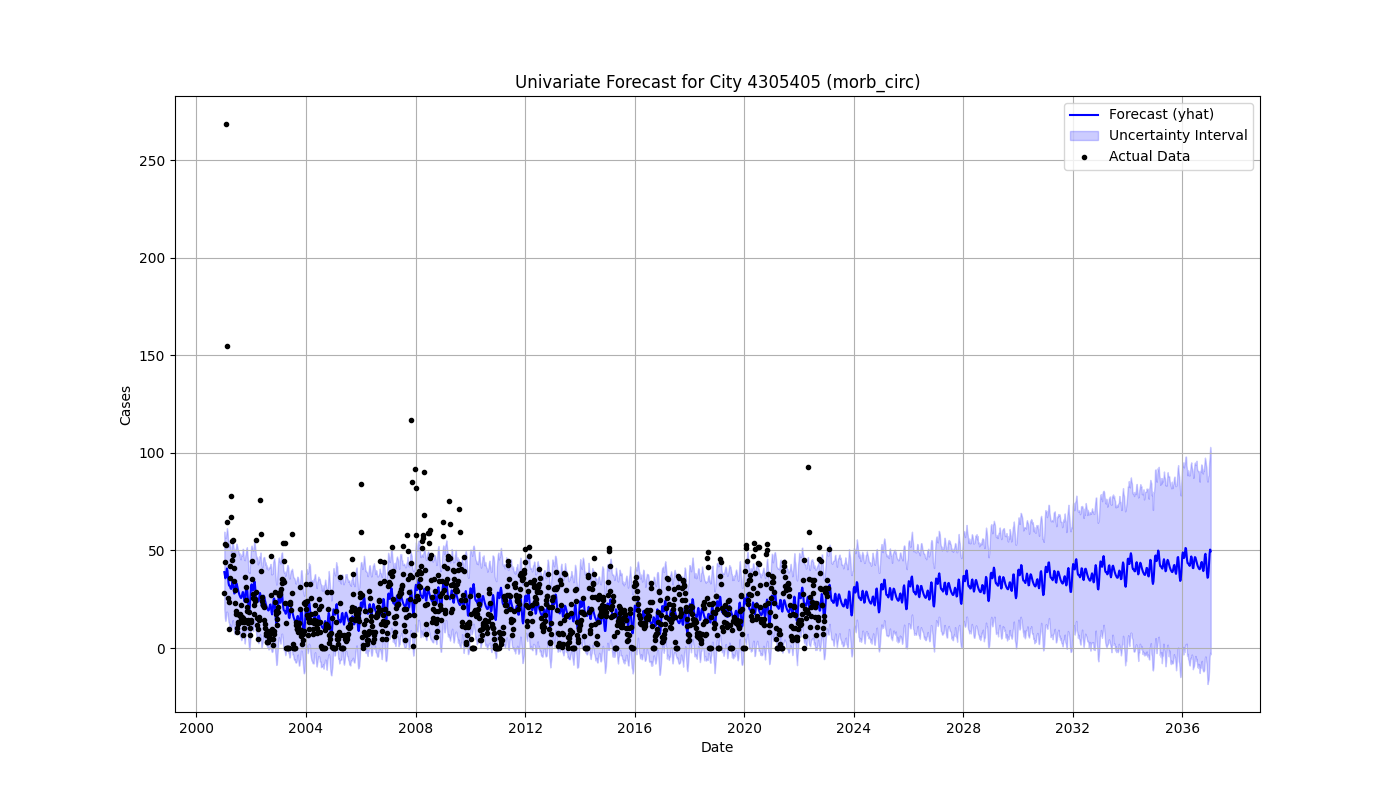 Univariate Forecast for City 4305405 (morb_circ)
Forecast (yhat)
Uncertainty Interval
Actual Data
Cases
250
200
150
100
50
0
2000 2004 2008 2012 2016 2020 2024 2028 2032 2036
Date